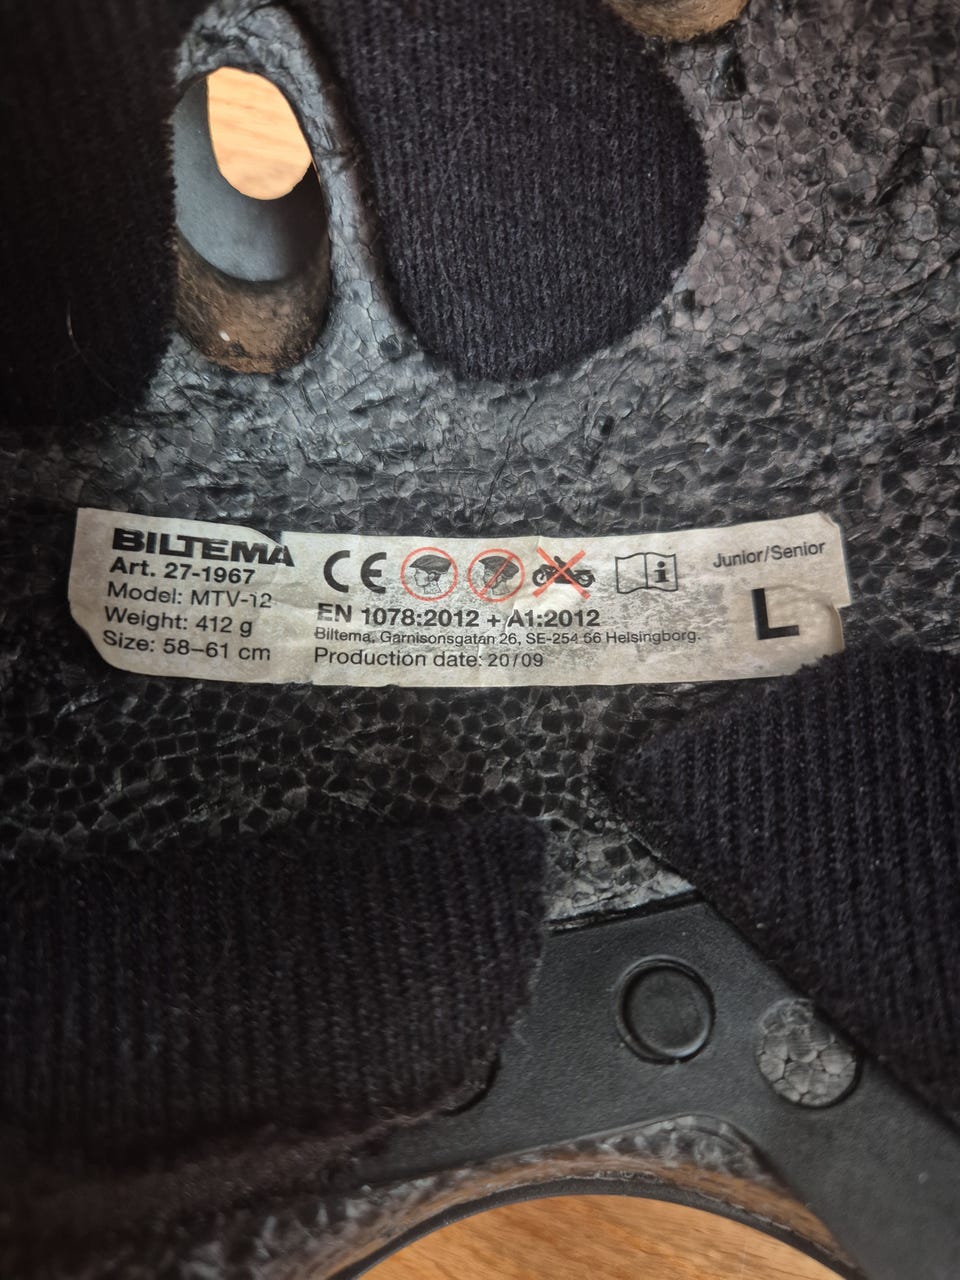 BILTEMA
Art. 27-1967
Model: MTV-12
Weight: 412 g
Size: 58–61 cm
CE
EN 1078:2012 + A1:2012
Biltema, Garnisonsgatan 26, SE-254 66 Helsingborg.
Production date: 20/09
i
Junior/Senior
L